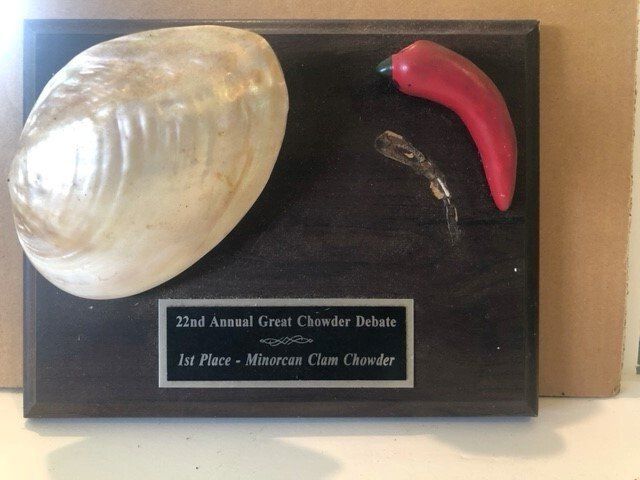 22nd Annual Great Chowder Debate
1st Place - Minorcan Clam Chowder